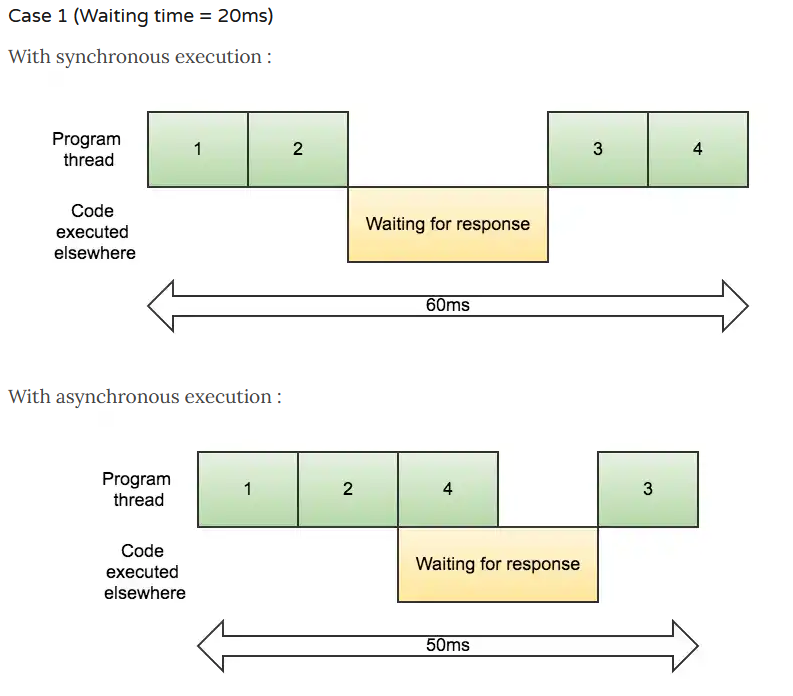 Case 1 (Waiting time = 20ms)
With synchronous execution :
Program
thread
1
2
3
4
Code
executed
elsewhere
Waiting for response
60ms
With asynchronous execution :
Program
thread
1
2
4
3
Code
executed
elsewhere
Waiting for response
50ms